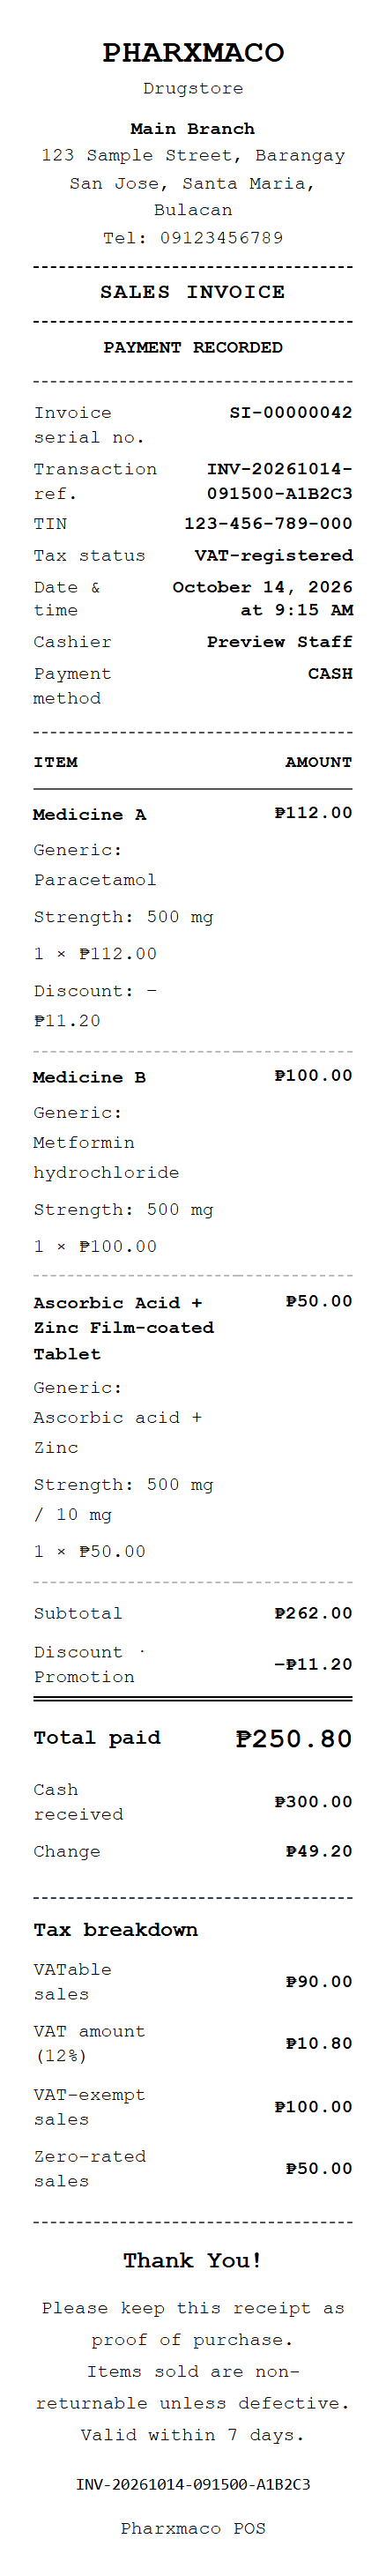 PHARXMACO
Drugstore
Main Branch
123 Sample Street, Barangay
San Jose, Santa Maria,
Bulacan
Tel: 09123456789
SALES INVOICE
PAYMENT RECORDED
Invoice serial no. SI-00000042
Transaction ref. INV-20261014-091500-A1B2C3
TIN 123-456-789-000
Tax status VAT-registered
Date & time October 14, 2026 at 9:15 AM
Cashier Preview Staff
Payment method CASH
ITEM AMOUNT
Medicine A ₱112.00
Generic:
Paracetamol
Strength: 500 mg
1 × ₱112.00
Discount: −
₱11.20
Medicine B ₱100.00
Generic:
Metformin
hydrochloride
Strength: 500 mg
1 × ₱100.00
Ascorbic Acid + ₱50.00
Zinc Film-coated
Tablet
Generic:
Ascorbic acid +
Zinc
Strength: 500 mg
/ 10 mg
1 × ₱50.00
Subtotal ₱262.00
Discount · Promotion −₱11.20
Total paid ₱250.80
Cash received ₱300.00
Change ₱49.20
Tax breakdown
VATable sales ₱90.00
VAT amount (12%) ₱10.80
VAT-exempt sales ₱100.00
Zero-rated sales ₱50.00
Thank You!
Please keep this receipt as
proof of purchase.
Items sold are non-
returnable unless defective.
Valid within 7 days.
INV-20261014-091500-A1B2C3
Pharxmaco POS